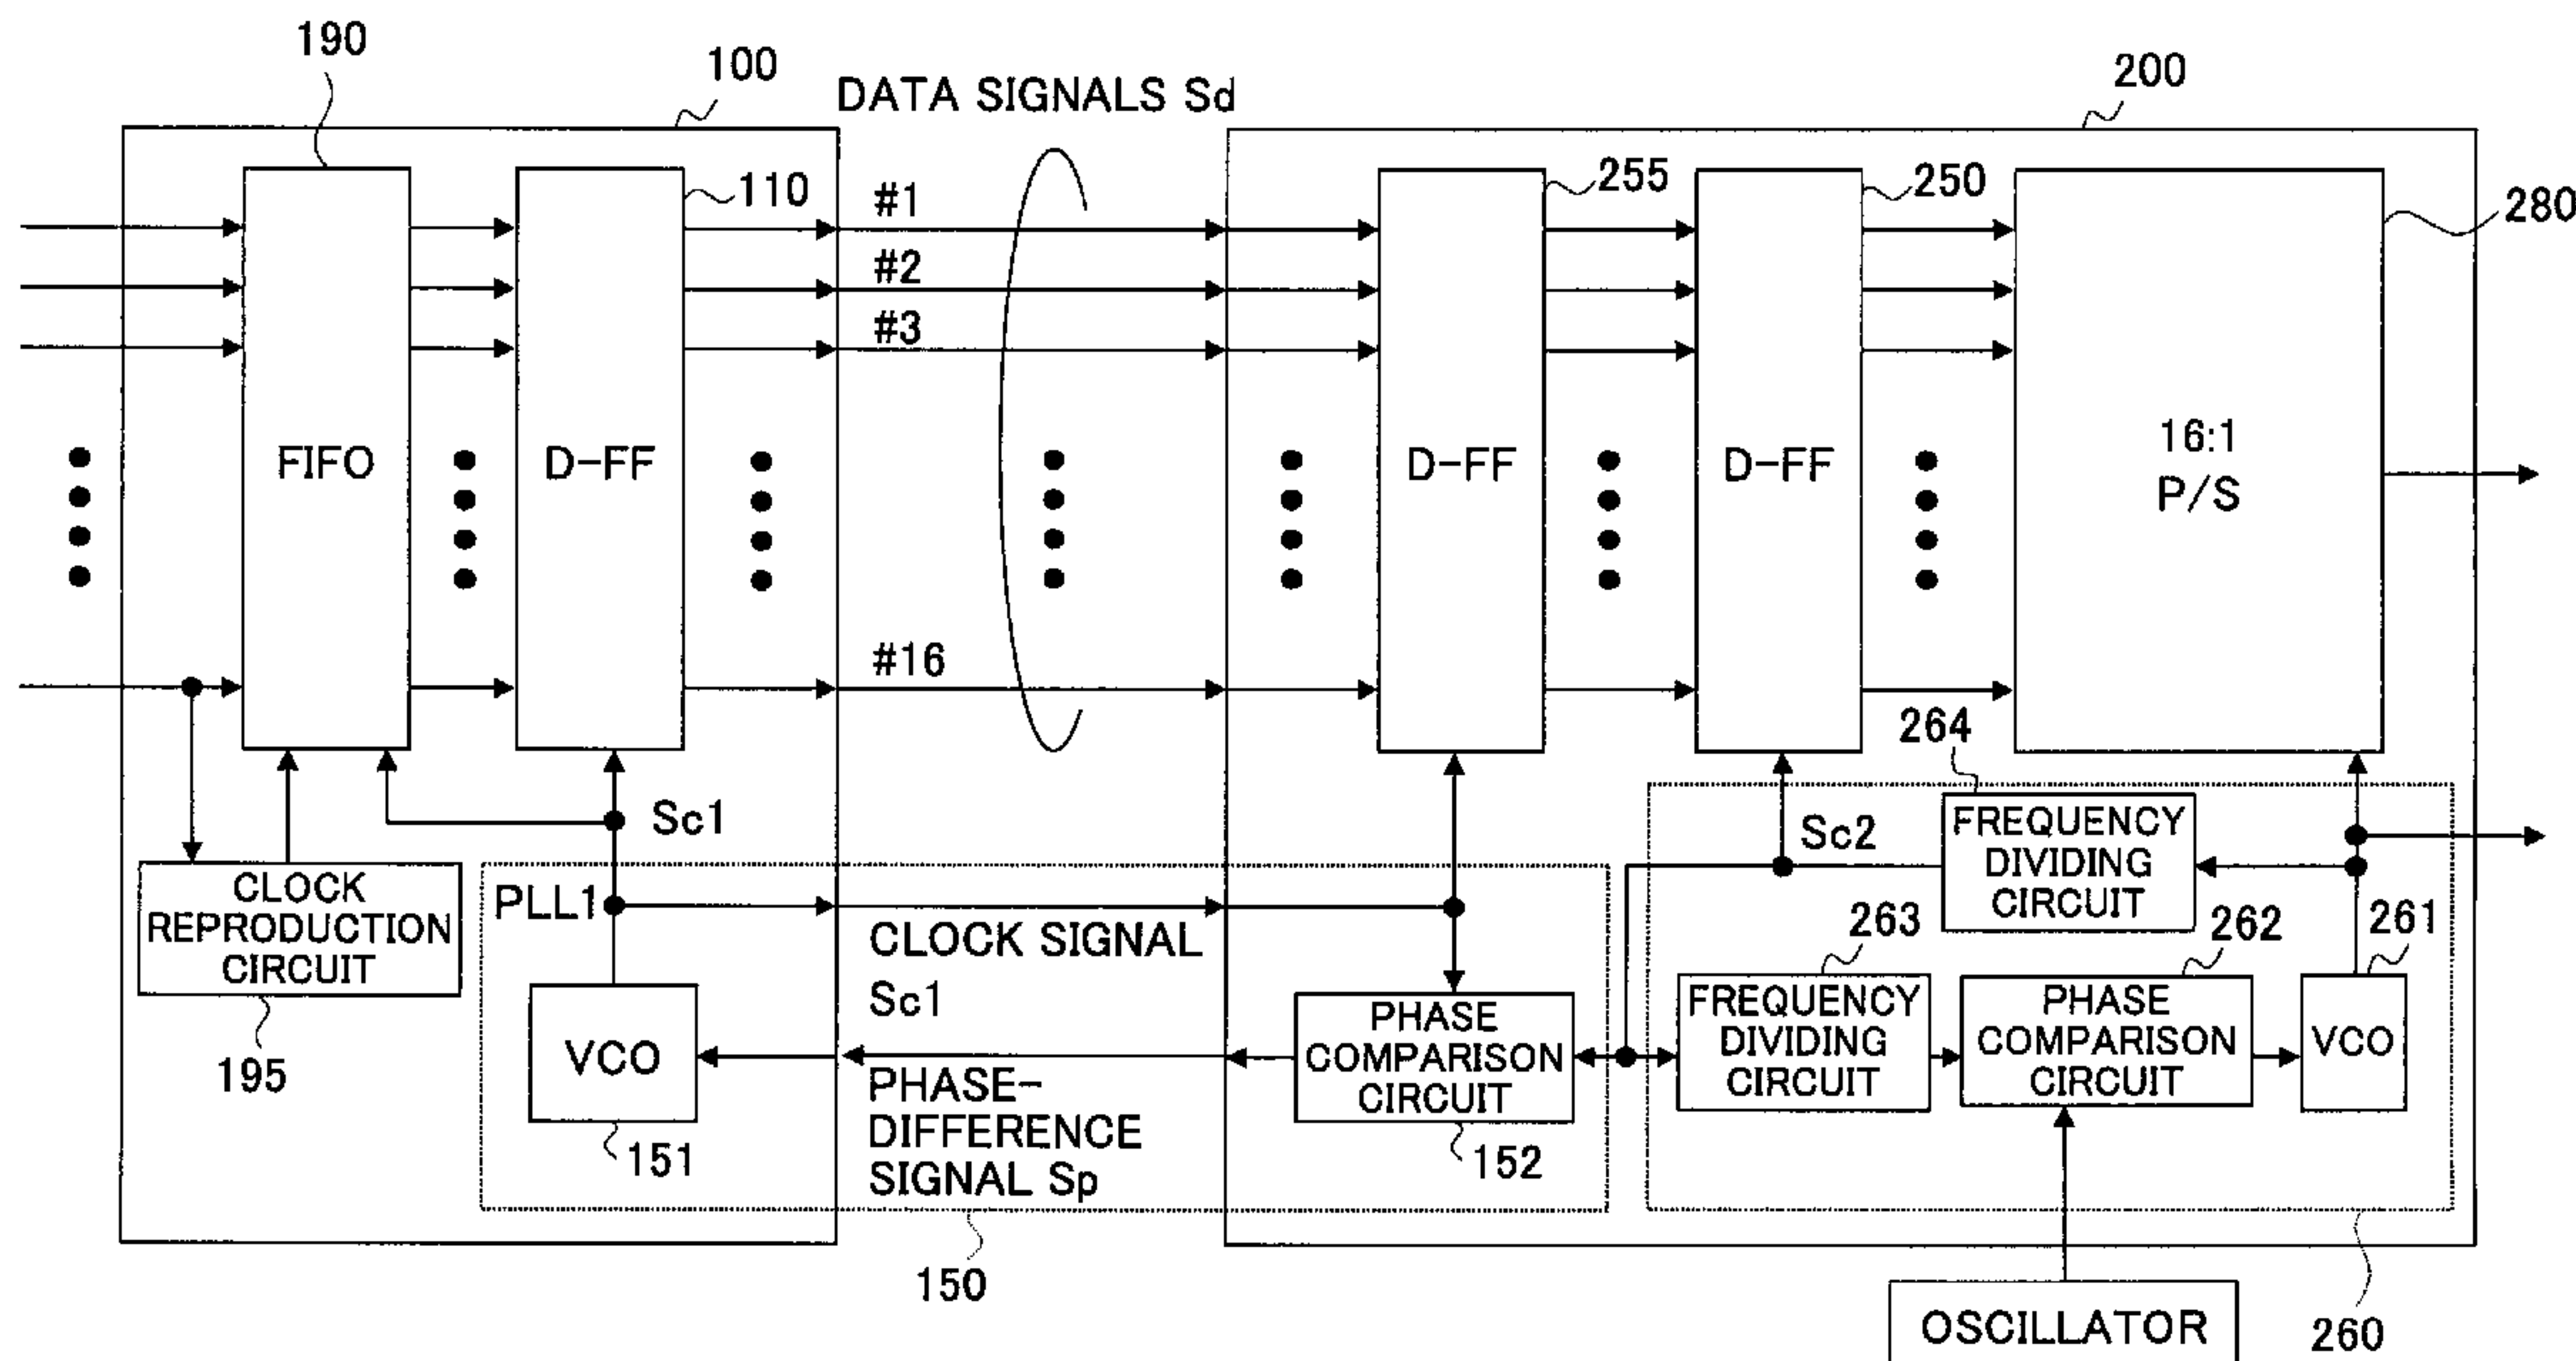 190
100
DATA SIGNALS Sd
200
110
#1
#2
#3
#16
255
250
280
FIFO
D-FF
D-FF
D-FF
16:1
P/S
264
Sc1
Sc2
FREQUENCY
DIVIDING
CIRCUIT
CLOCK
REPRODUCTION
CIRCUIT
195
PLL1
CLOCK SIGNAL
Sc1
263
262
261
VCO
151
PHASE-
DIFFERENCE
SIGNAL Sp
PHASE
COMPARISON
CIRCUIT
152
FREQUENCY
DIVIDING
CIRCUIT
PHASE
COMPARISON
CIRCUIT
VCO
150
OSCILLATOR
260